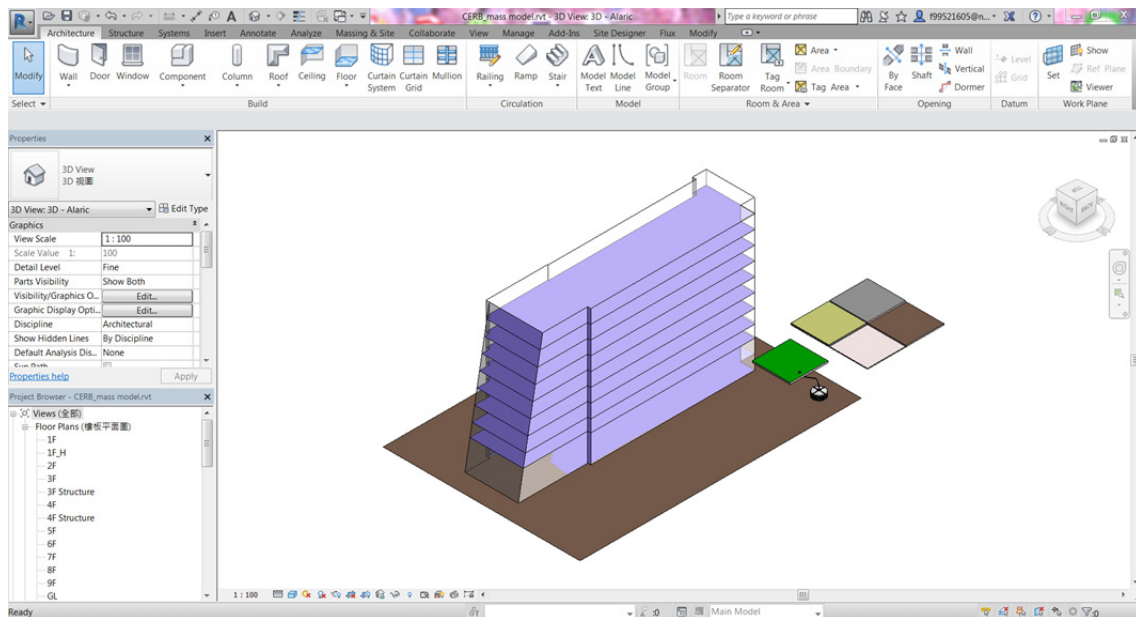 CERB_mass model.rvt - 3D View: 3D - Alaric
Type a keyword or phrase
f99521605@n...
Architecture Structure Systems Insert Annotate Analyze Massing & Site Collaborate View Manage Add-Ins Site Designer Flux Modify
Modify
Wall
Door
Window
Component
Column
Roof
Ceiling
Floor
Curtain System
Curtain Grid
Mullion
Railing
Ramp
Stair
Model Text
Model Line
Model Group
Room
Room Separator
Tag Room
Area
Area Boundary
Tag Area
By Face
Shaft
Wall
Vertical
Dormer
Level
Grid
Set
Show
Ref Plane
Viewer
Select
Build
Circulation
Model
Room & Area
Opening
Datum
Work Plane
Properties
3D View
3D 視圖
3D View: 3D - Alaric
Edit Type
Graphics
View Scale 1 : 100
Scale Value 1: 100
Detail Level Fine
Parts Visibility Show Both
Visibility/Graphics O... Edit...
Graphic Display Opti... Edit...
Discipline Architectural
Show Hidden Lines By Discipline
Default Analysis Dis... None
Sun Path
Properties help
Apply
Project Browser - CERB_mass model.rvt
Views (全部)
Floor Plans (樓板平面圖)
1F
1F_H
2F
3F
3F Structure
4F
4F Structure
5F
6F
7F
8F
9F
GL
RIGHT
BACK
1 : 100
Ready
:0
Main Model
:0